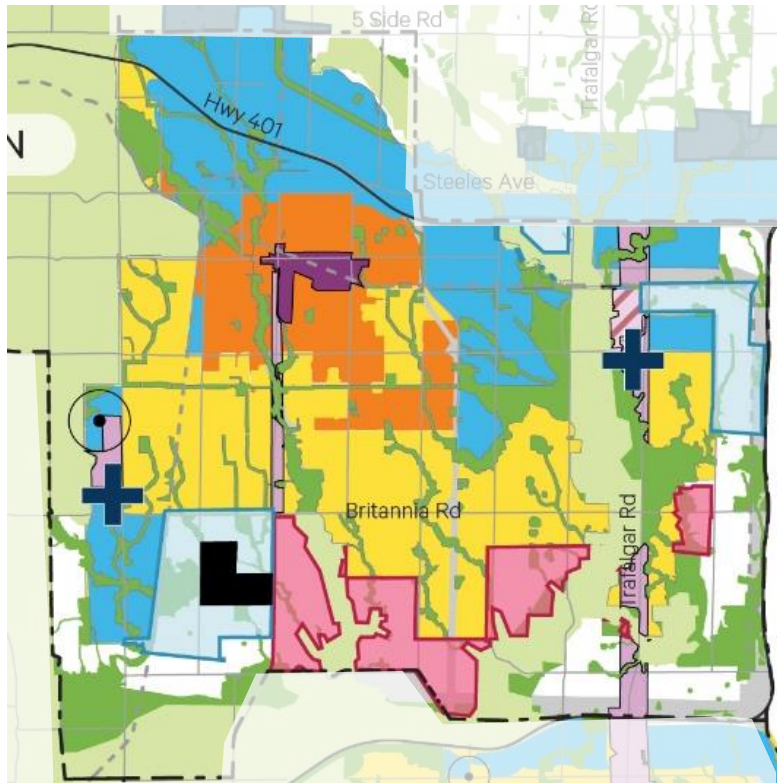 5 Side Rd
Trafalgar Rd
Hwy 401
N
Steeles Ave
Britannia Rd
Trafalgar Rd